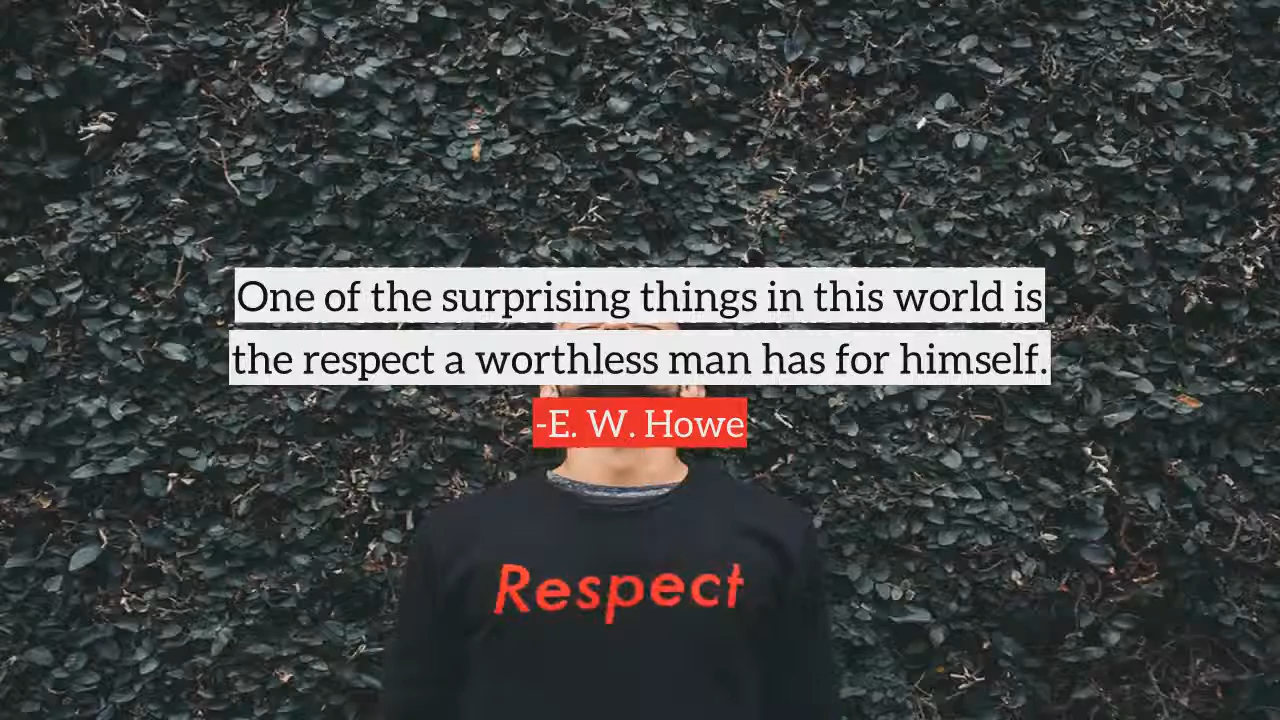 One of the surprising things in this world is
the respect a worthless man has for himself.
-E. W. Howe
Respect